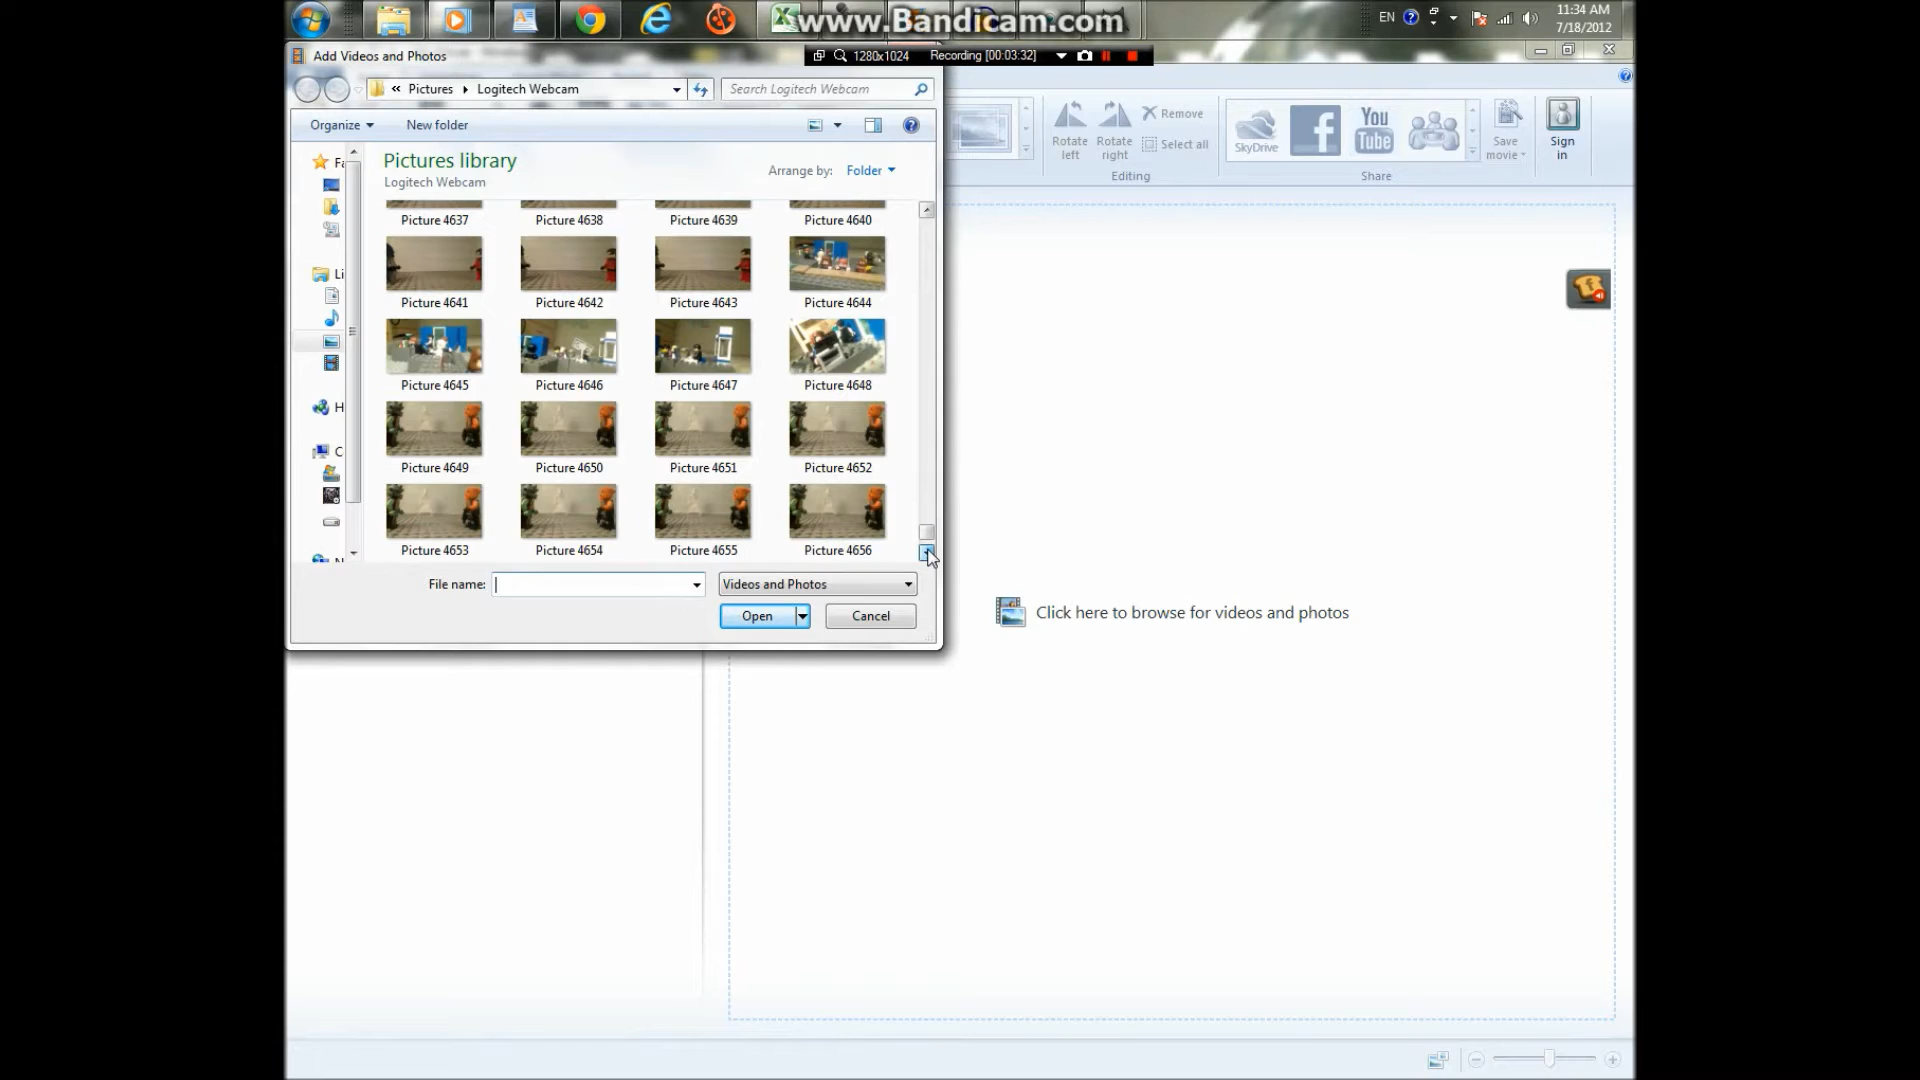 www.Bandicam.com
EN
11:34 AM
7/18/2012
Add Videos and Photos
1280x1024
Recording [00:03:32]
« Pictures Logitech Webcam
Search Logitech Webcam
Organize
New folder
Pictures library
Logitech Webcam
Arrange by: Folder
Picture 4637
Picture 4638
Picture 4639
Picture 4640
Picture 4641
Picture 4642
Picture 4643
Picture 4644
Picture 4645
Picture 4646
Picture 4647
Picture 4648
Picture 4649
Picture 4650
Picture 4651
Picture 4652
Picture 4653
Picture 4654
Picture 4655
Picture 4656
Fa
Li
H
C
File name:
Videos and Photos
Open
Cancel
Rotate left
Rotate right
Remove
Select all
Editing
SkyDrive
f
You Tube
Share
Save movie
Sign in
Click here to browse for videos and photos